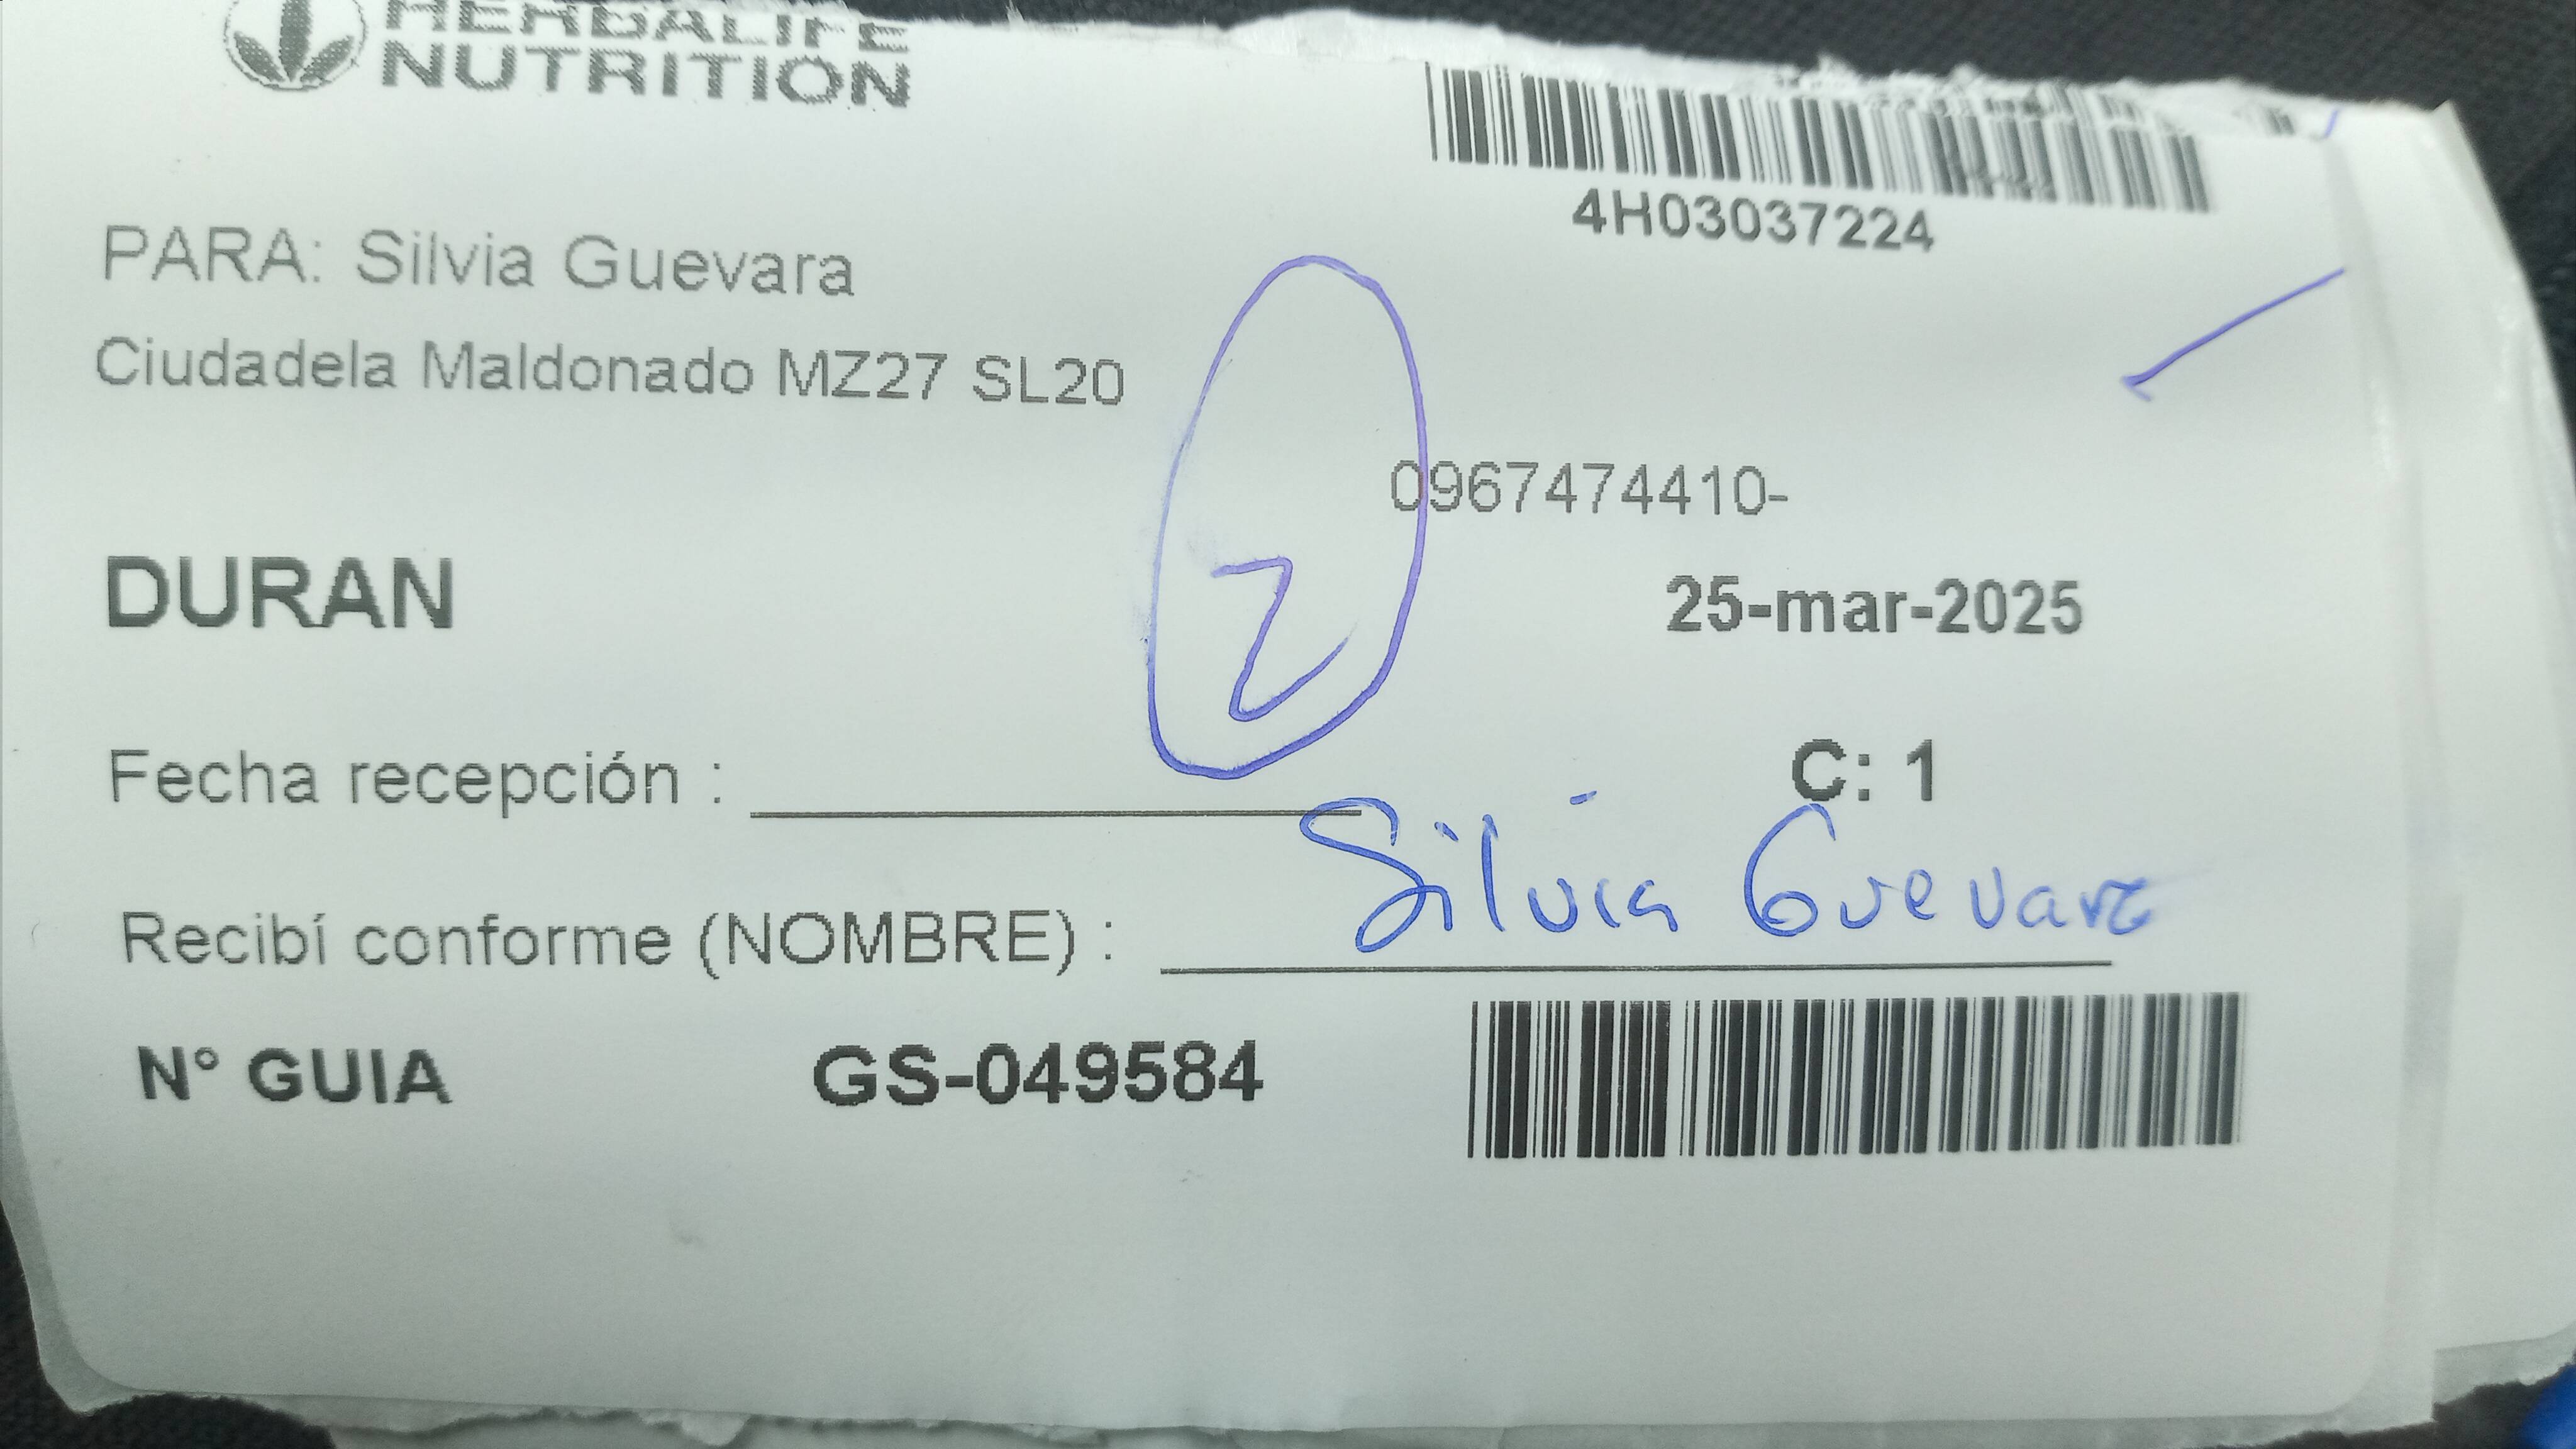 HERBALIFE
NUTRITION
4H03037224
PARA: Silvia Guevara
Ciudadela Maldonado MZ27 SL20
0967474410-
DURAN
25-mar-2025
2
Fecha recepción :
C: 1
Recibí conforme (NOMBRE) : Silvia Guevara
N° GUIA GS-049584